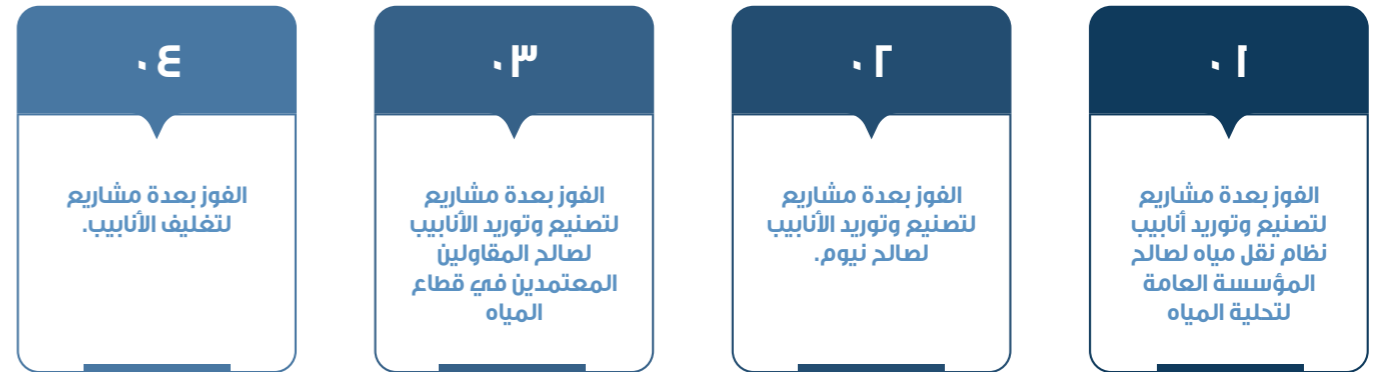 ٠١
الفوز بعدة مشاريع
لتصنيع وتوريد أنابيب
نظام نقل مياه لصالح
المؤسسة العامة
لتحلية المياه
٠٢
الفوز بعدة مشاريع
لتصنيع وتوريد الأنابيب
لصالح نيوم.
٠٣
الفوز بعدة مشاريع
لتصنيع وتوريد الأنابيب
لصالح المقاولين
المعتمدين في قطاع
المياه
٠٤
الفوز بعدة مشاريع
لتغليف الأنابيب.